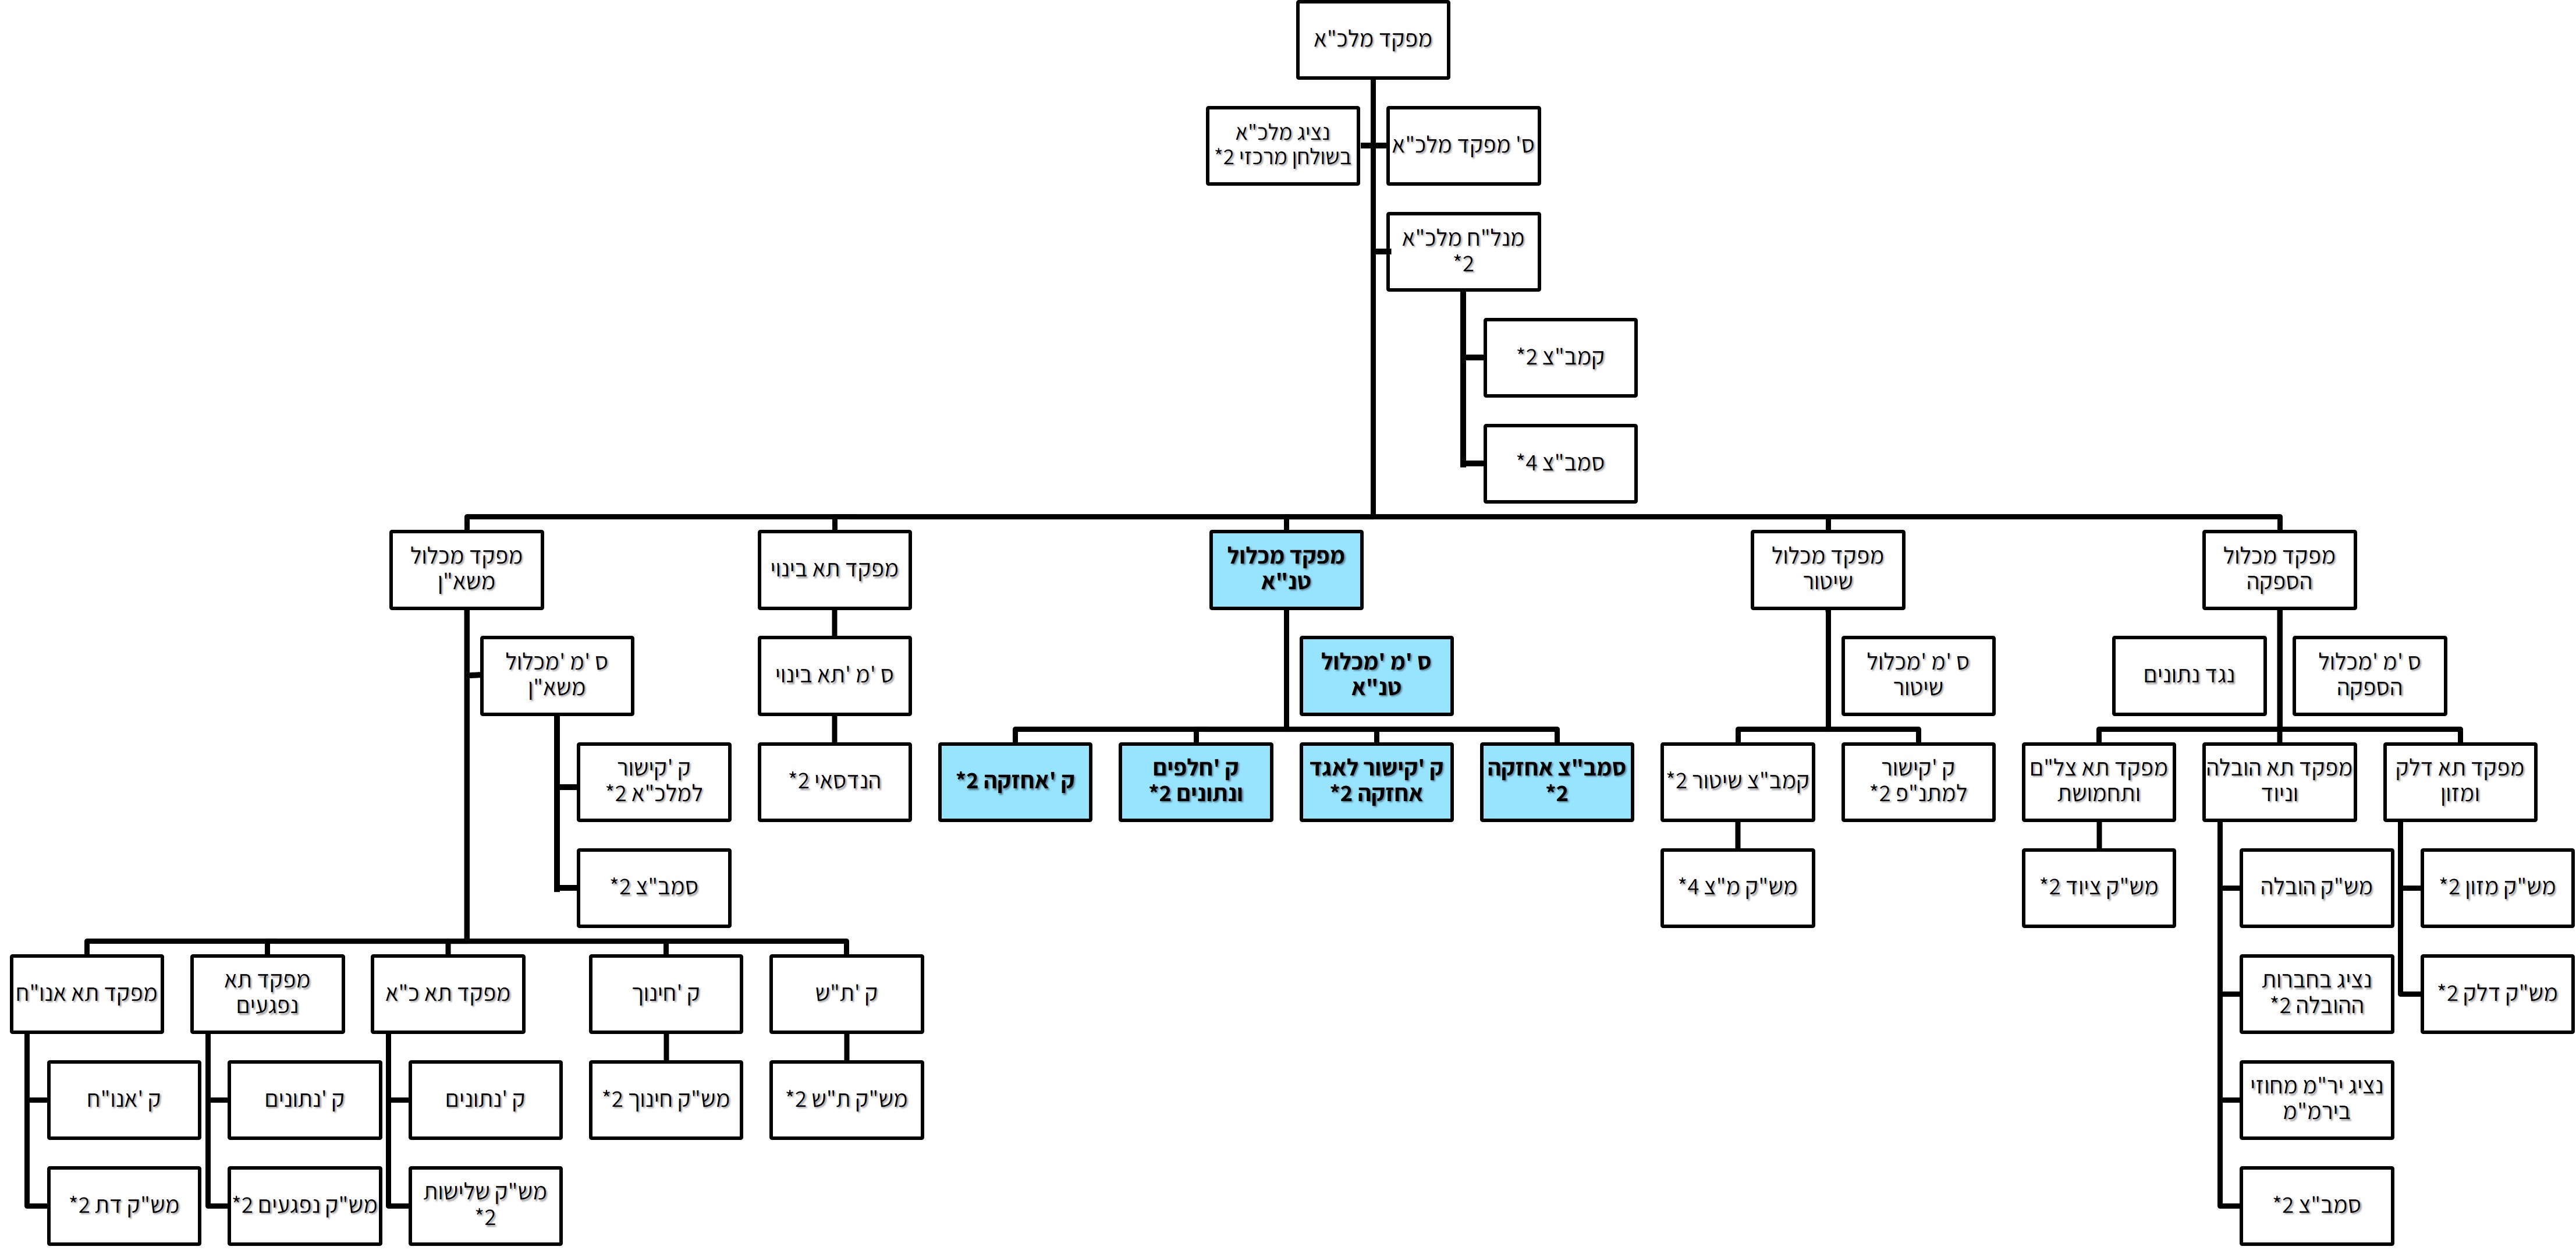 מפקד מלכ"א
ס' מפקד מלכ"א
נציג מלכ"א
בשולחן מרכזי 2*
מנל"ח מלכ"א
2*
קמב"צ 2*
סמב"צ 4*
מפקד מכלול
הספקה
מפקד מכלול
שיטור
מפקד מכלול
טנ"א
מפקד תא בינוי
מפקד מכלול
משא"ן
ס 'מ 'מכלול
הספקה
נגד נתונים
ס 'מ 'מכלול
שיטור
ס 'מ 'מכלול
טנ"א
ס 'מ 'תא בינוי
ס 'מ 'מכלול
משא"ן
מפקד תא דלק
ומזון
מפקד תא הובלה
וניוד
מפקד תא צל"ם
ותחמושת
ק 'קישור
למתנ"פ 2*
קמב"צ שיטור 2*
סמב"צ אחזקה
2*
ק 'קישור לאגד
אחזקה 2*
ק 'חלפים
ונתונים 2*
ק 'אחזקה 2*
הנדסאי 2*
ק 'קישור
למלכ"א 2*
מש"ק מזון 2*
מש"ק הובלה
מש"ק ציוד 2*
מש"ק מ"צ 4*
סמב"צ 2*
מש"ק דלק 2*
נציג בחברות
ההובלה 2*
ק 'ת"ש
ק 'חינוך
מפקד תא כ"א
מפקד תא
נפגעים
מפקד תא אנו"ח
נציג יר"מ מחוזי
בירמ"מ
מש"ק ת"ש 2*
מש"ק חינוך 2*
ק 'נתונים
ק 'נתונים
ק 'אנו"ח
סמב"צ 2*
מש"ק שלישות
2*
מש"ק נפגעים 2*
מש"ק דת 2*